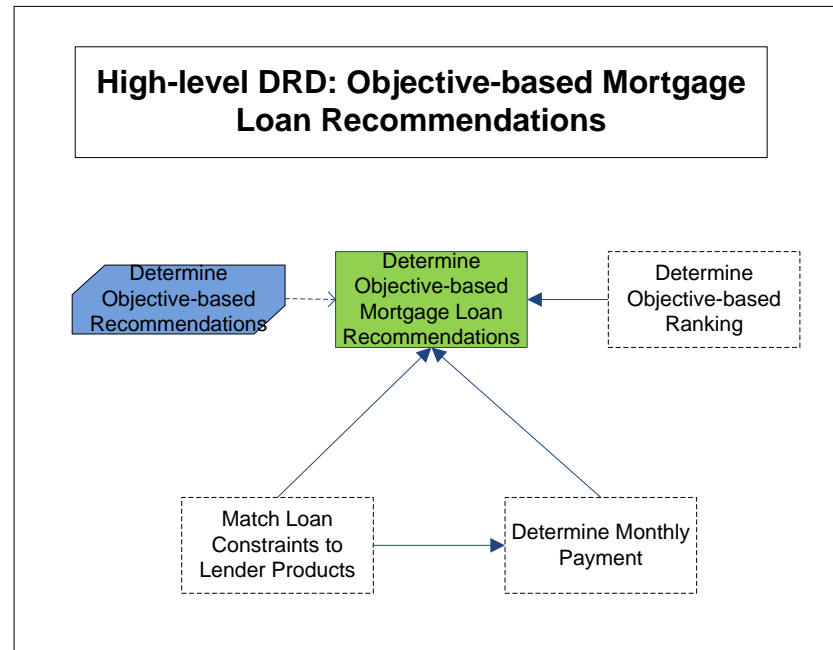 High-level DRD: Objective-based Mortgage
Loan Recommendations
Determine
Objective-based
Recommendations
Determine
Objective-based
Mortgage Loan
Recommendations
Determine
Objective-based
Ranking
Match Loan
Constraints to
Lender Products
Determine Monthly
Payment